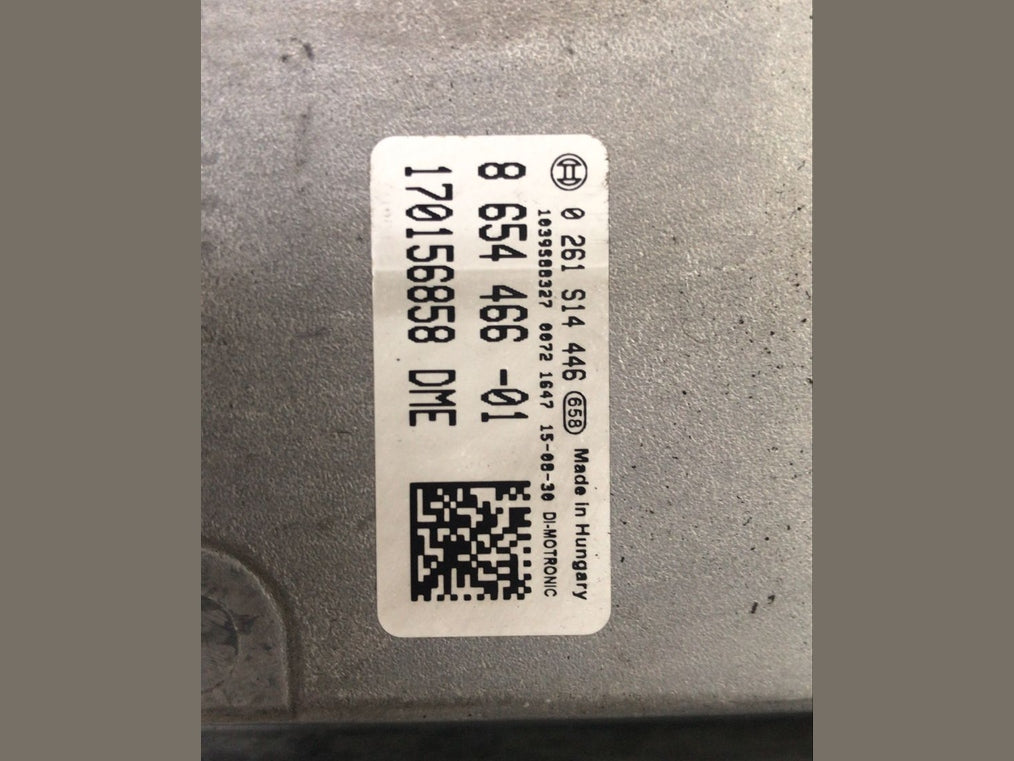 0 261 S14 446 658 Made in Hungary
1039S88327 0072 1647 15-08-30 DI-MOTRONIC
8 654 466 -01
170156858 DME